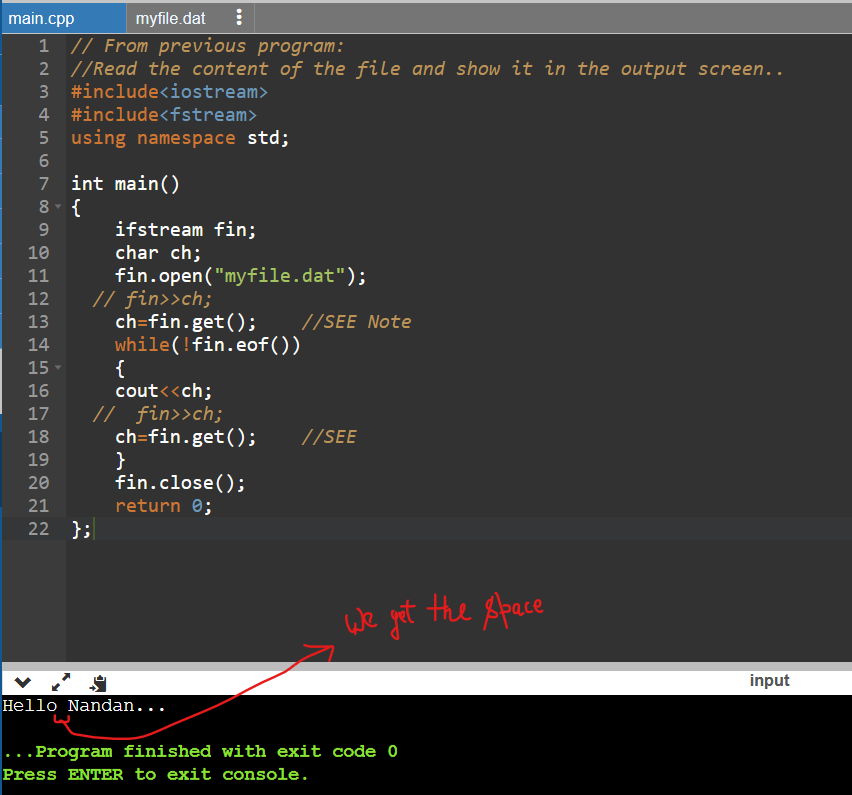 main.cpp myfile.dat
1 // From previous program:
2 //Read the content of the file and show it in the output screen..
3 #include<iostream>
4 #include<fstream>
5 using namespace std;
6
7 int main()
8 {
9 ifstream fin;
10 char ch;
11 fin.open("myfile.dat");
12 // fin>>ch;
13 ch=fin.get(); //SEE Note
14 while(!fin.eof())
15 {
16 cout<<ch;
17 // fin>>ch;
18 ch=fin.get(); //SEE
19 }
20 fin.close();
21 return 0;
22 };
We get the space
input
Hello Nandan...
...Program finished with exit code 0
Press ENTER to exit console.